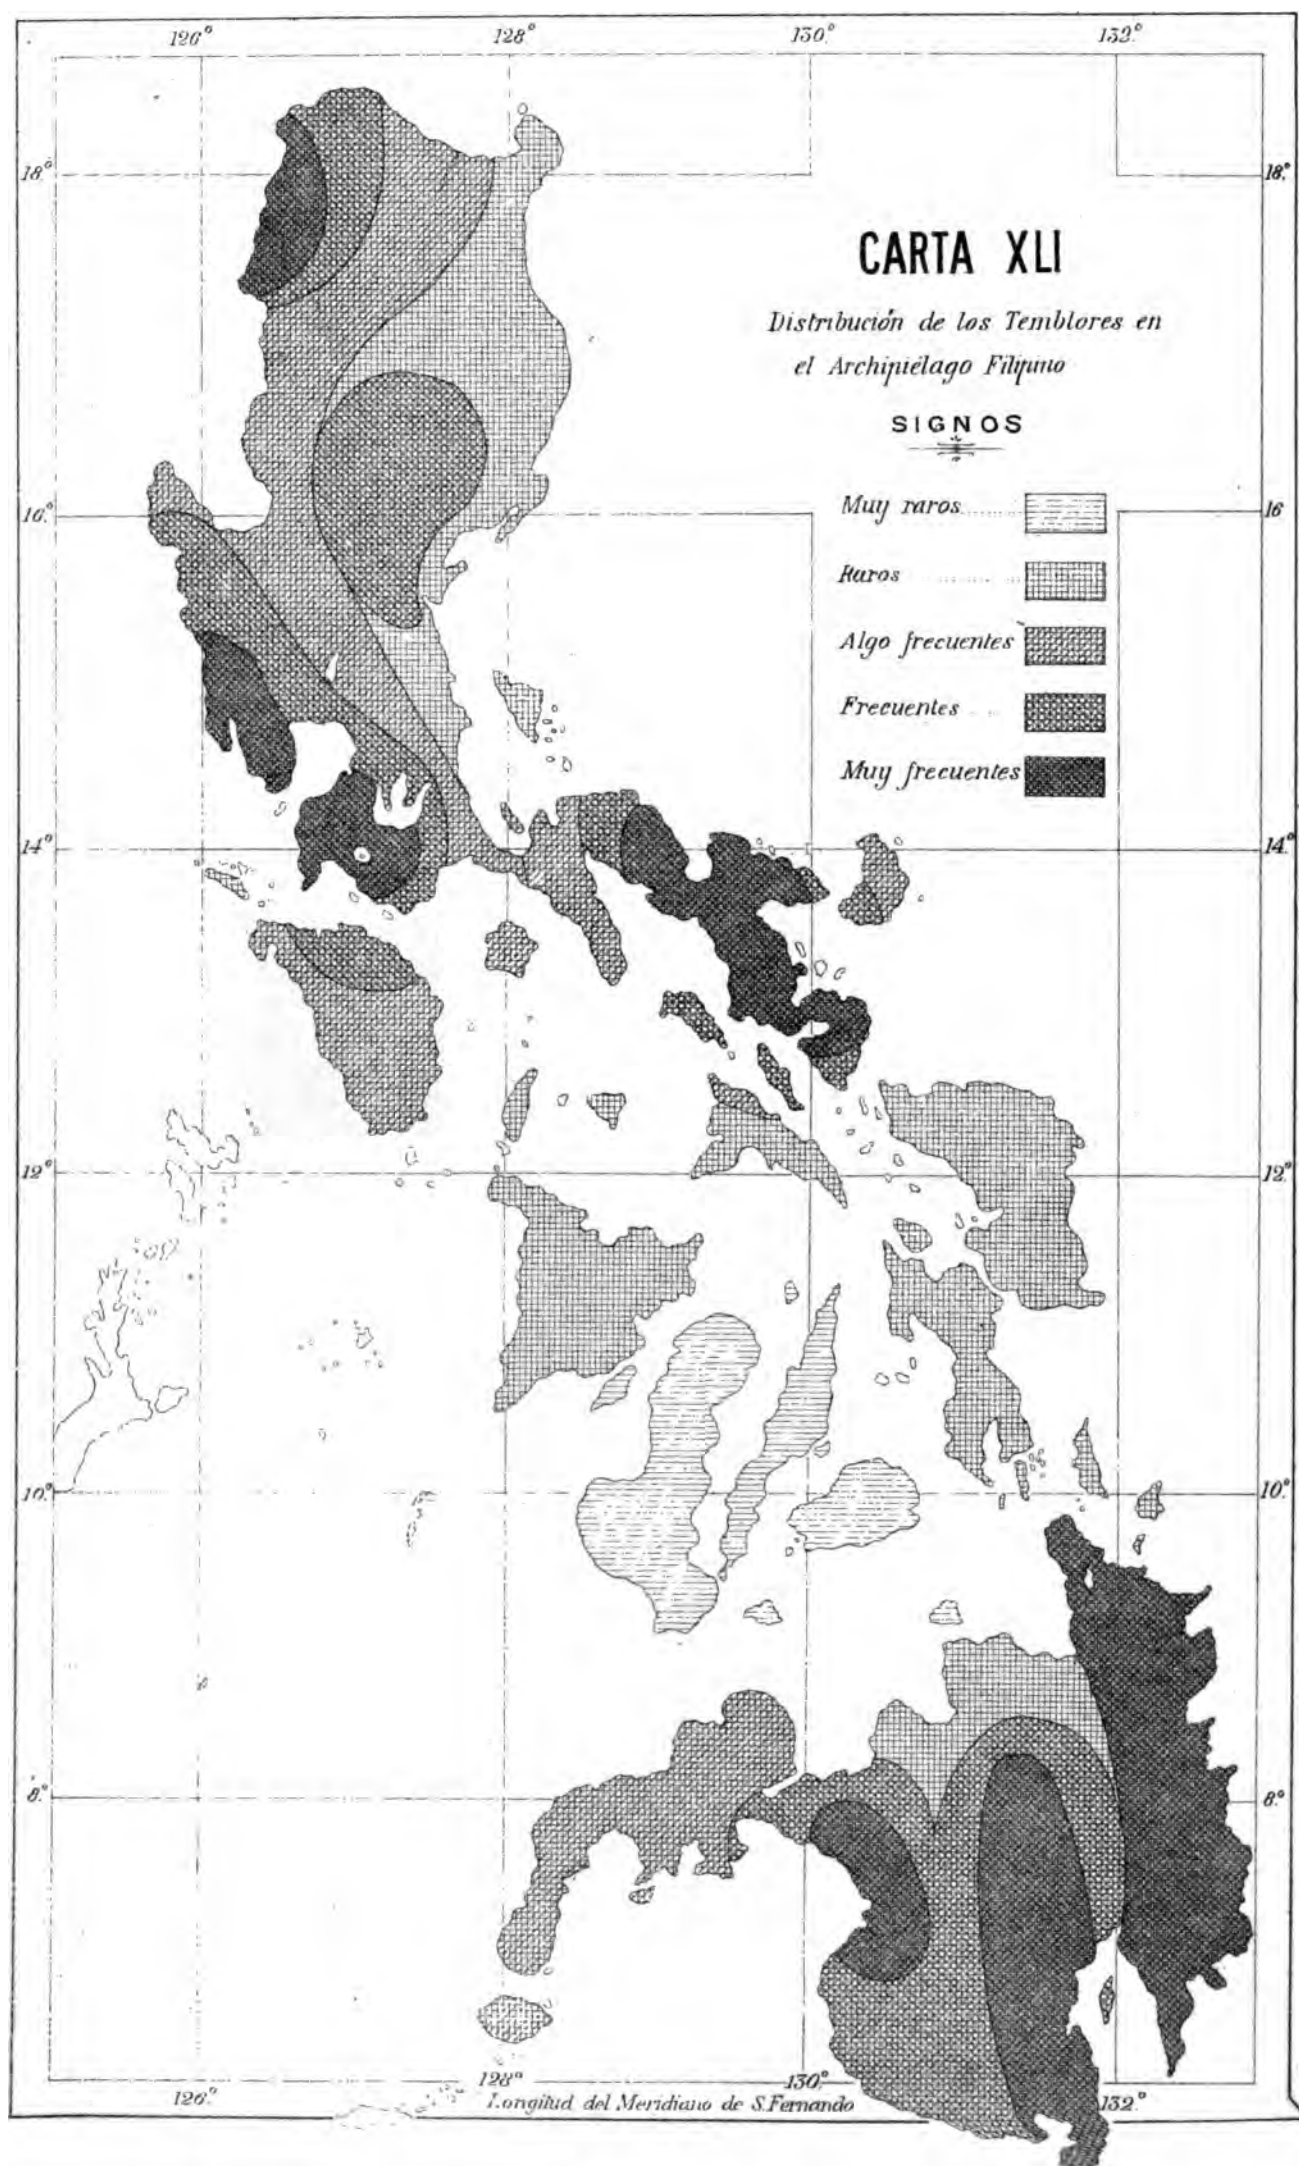 126° 128° 130° 132°
18° 18°
CARTA XLI
Distribución de los Temblores en
el Archipiélago Filipino
SIGNOS
16° 16
Muy raros
Raros
Algo frecuentes
Frecuentes
Muy frecuentes
14° 14°
12° 12°
10° 10°
8° 8°
126° 128° 130° 132°
Longitud del Meridiano de S. Fernando